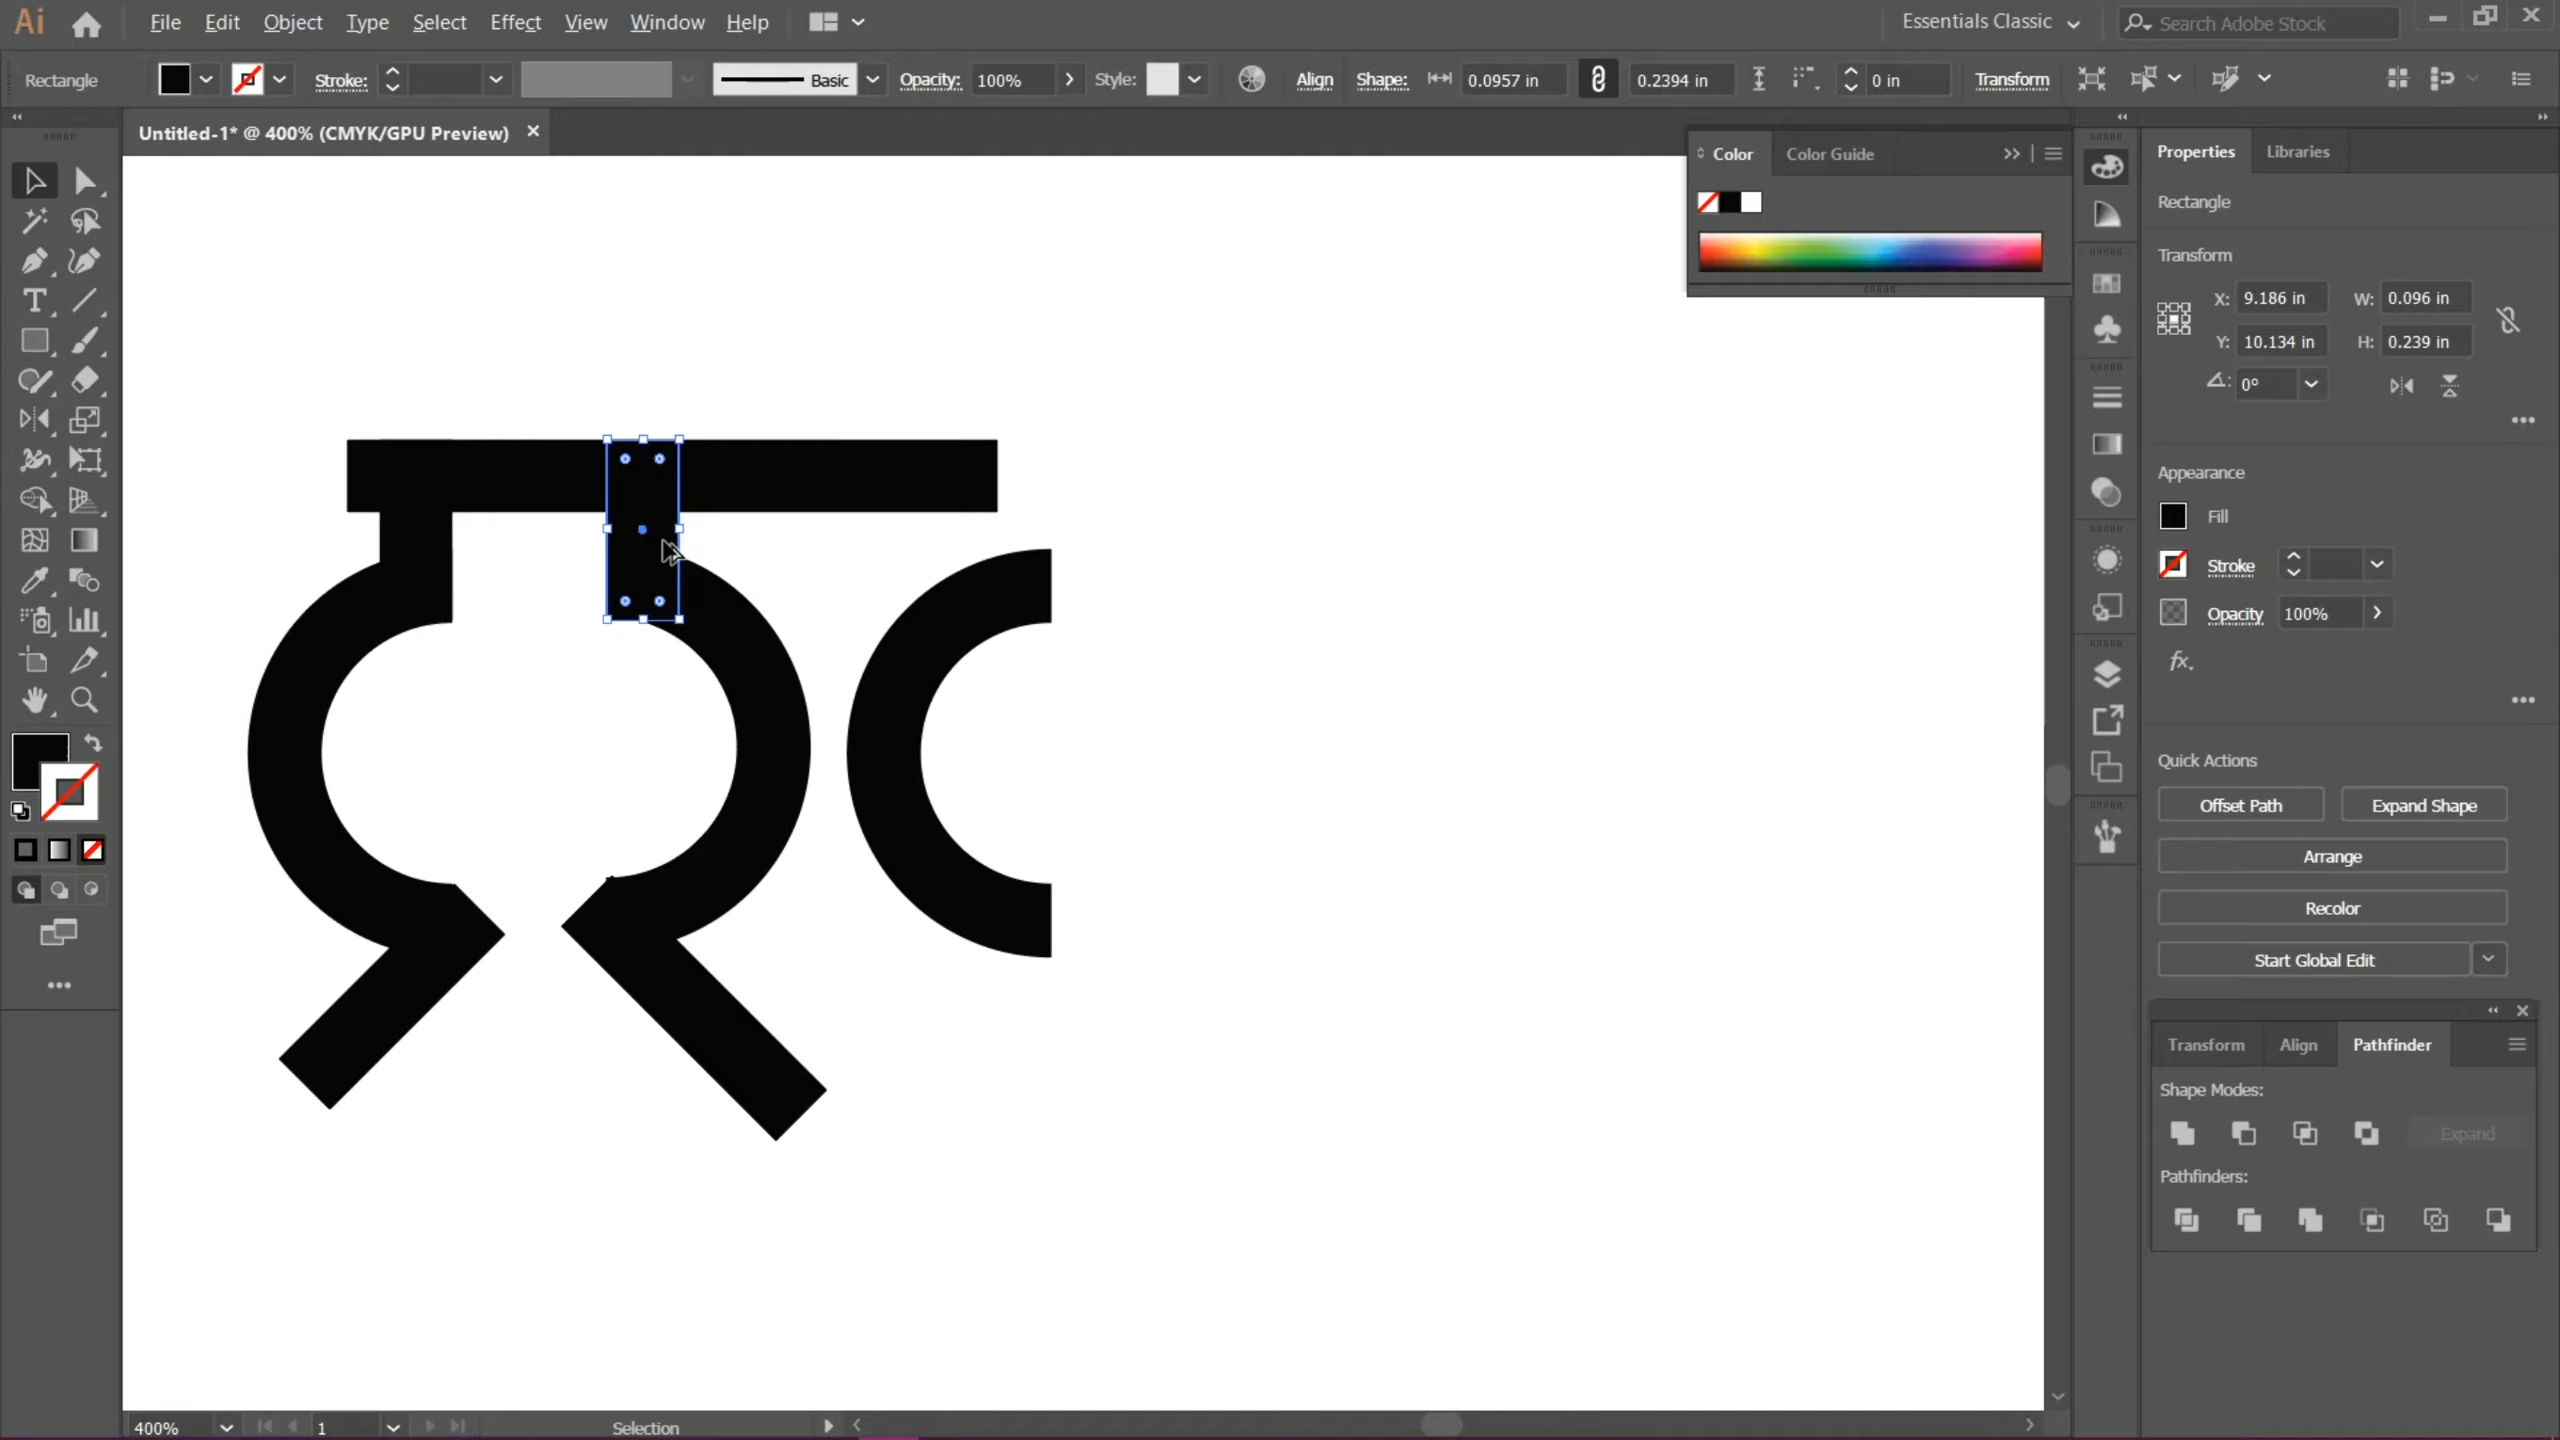 Ai File Edit Object Type Select Effect View Window Help Essentials Classic Search Adobe Stock
Rectangle Stroke: Basic Opacity: 100% Style: Align Shape: 0.0957 in 0.2394 in 0 in Transform
Untitled-1* @ 400% (CMYK/GPU Preview)
Color Color Guide
Properties Libraries
Rectangle
Transform
X: 9.186 in W: 0.096 in
Y: 10.134 in H: 0.239 in
0°
Appearance
Fill
Stroke
Opacity 100%
fx
Quick Actions
Offset Path Expand Shape
Arrange
Recolor
Start Global Edit
Transform Align Pathfinder
Shape Modes:
Expand
Pathfinders:
400% 1 Selection